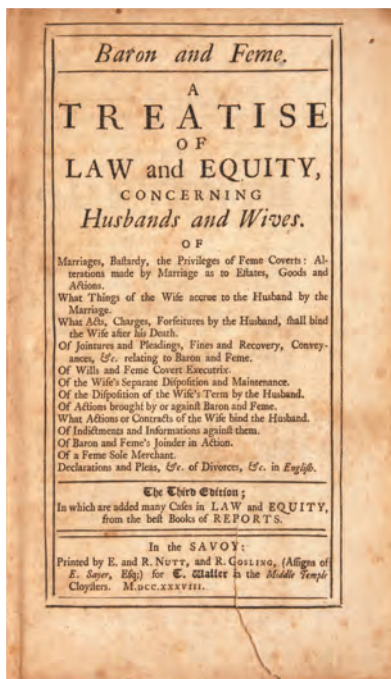 Baron and Feme.
A
TREATISE
OF
LAW and EQUITY,
CONCERNING
Husbands and Wives.
OF
Marriages, Baſtardy, the Privileges of Feme Coverts: Al-
terations made by Marriage as to Eſtates, Goods and
Actions.
What Things of the Wife accrue to the Husband by the
Marriage.
What Acts, Charges, Forfeitures by the Husband, ſhall bind
the Wife after his Death.
Of Jointures and Pleadings, Fines and Recovery, Convey-
ances, &c. relating to Baron and Feme.
Of Wills and Feme Covert Executrix.
Of the Wife's Separate Diſpoſition and Maintenance.
Of the Diſpoſition of the Wife's Term by the Husband.
Of Actions brought by or againſt Baron and Feme.
What Actions or Contracts of the Wife bind the Husband.
Of Indictments and Informations againſt them.
Of Baron and Feme's Joinder in Action.
Of a Feme Sole Merchant.
Declarations and Pleas, &c. of Divorces, &c. in Engliſh.
The Third Edition;
In which are added many Caſes in LAW and EQUITY,
from the beſt Books of REPORTS.
In the SAVOY:
Printed by E. and R. NUTT, and R. GOSLING, (Aſſigns of
E. Sayer, Eſq;) for T. Waller in the Middle Temple
Cloyſters. M.DCC.XXXVIII.